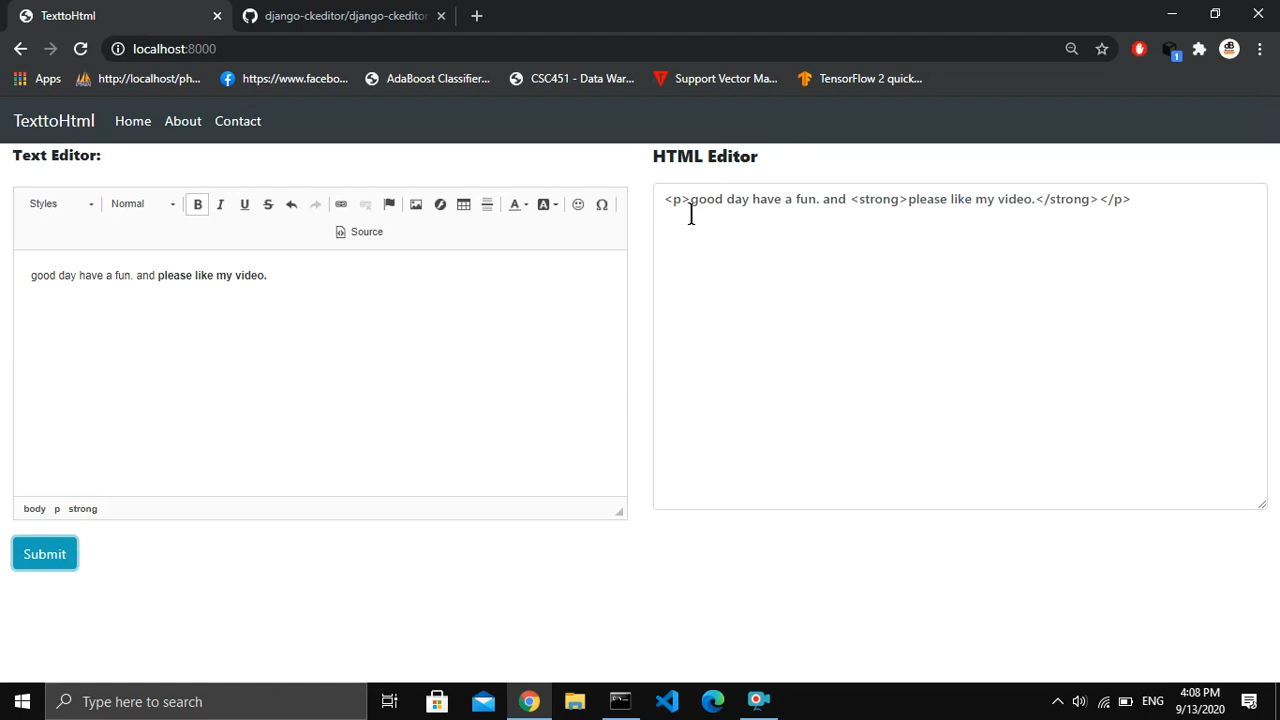 TexttoHtml
django-ckeditor/django-ckeditor
localhost:8000
Apps http://localhost/ph... https://www.facebo... AdaBoost Classifier... CSC451 - Data War... Support Vector Ma... TensorFlow 2 quick...
TexttoHtml Home About Contact
Text Editor:
Styles Normal B I U S A A Ω
Source
good day have a fun. and please like my video.
body p strong
Submit
HTML Editor
<p>good day have a fun. and <strong>please like my video.</strong></p>
Type here to search
ENG
4:08 PM
9/13/2020
1